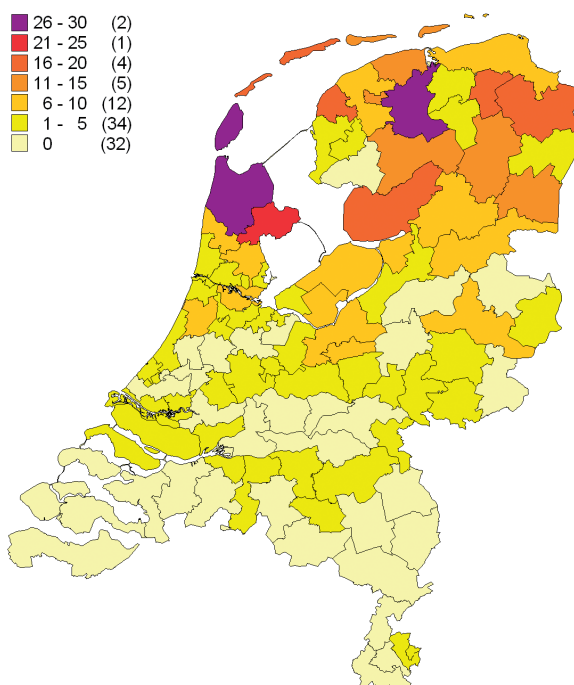 26 - 30 (2)
21 - 25 (1)
16 - 20 (4)
11 - 15 (5)
6 - 10 (12)
1 - 5 (34)
0 (32)